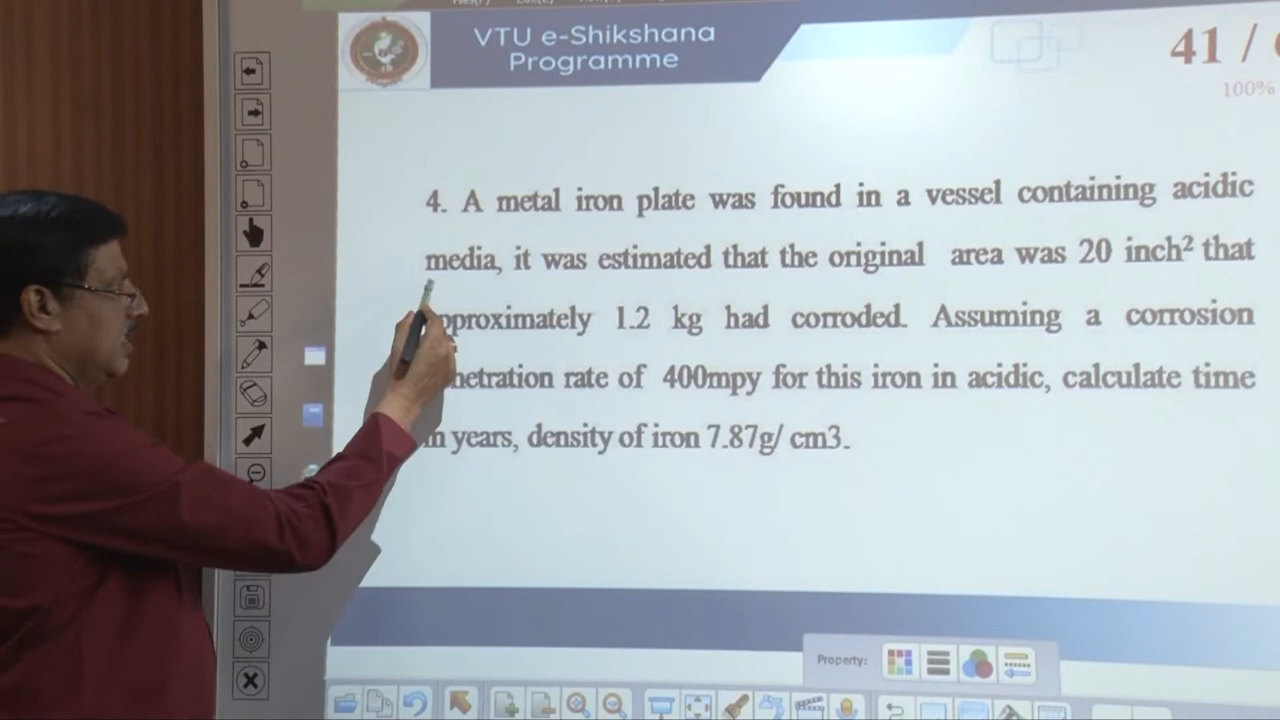 VTU e-Shikshana
Programme
41 /
100%
4. A metal iron plate was found in a vessel containing acidic
media, it was estimated that the original area was 20 inch² that
pproximately 1.2 kg had corroded. Assuming a corrosion
netration rate of 400mpy for this iron in acidic, calculate time
in years, density of iron 7.87g/ cm3.
Property: